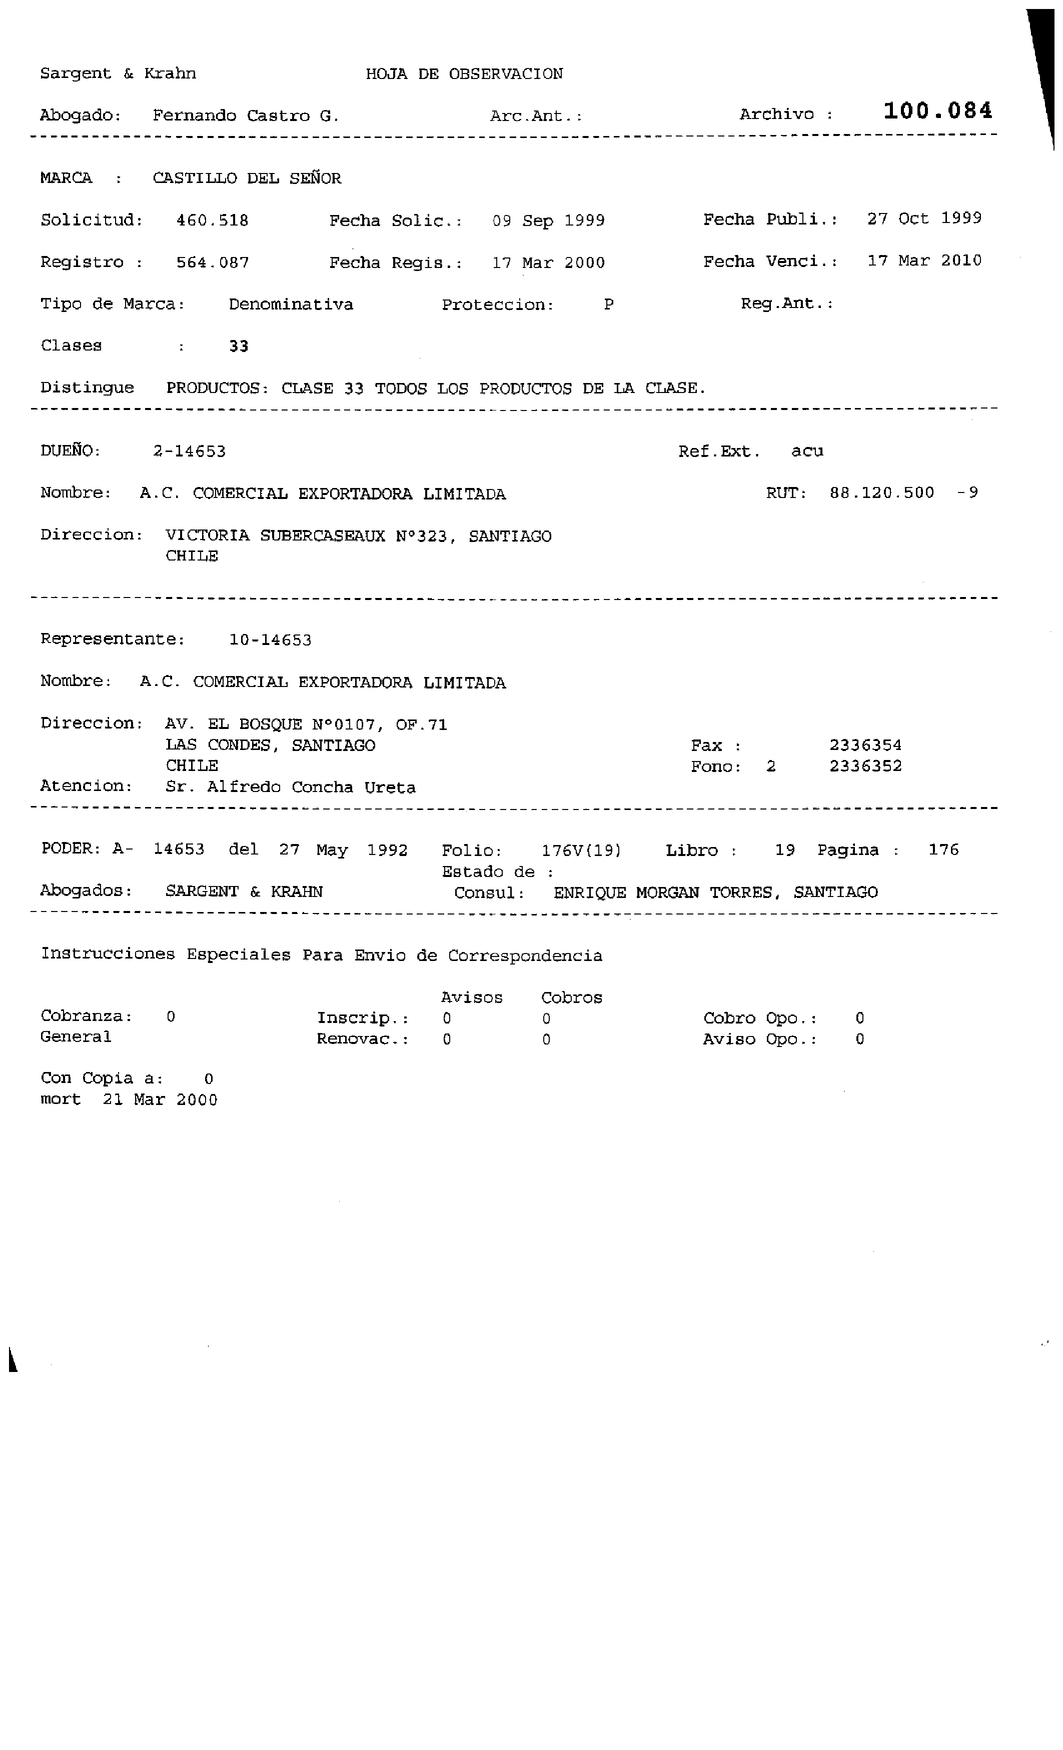 Sargent & Krahn HOJA DE OBSERVACION
Abogado: Fernando Castro G. Arc.Ant.: Archivo : 100.084
MARCA : CASTILLO DEL SEÑOR
Solicitud: 460.518 Fecha Solic.: 09 Sep 1999 Fecha Publi.: 27 Oct 1999
Registro : 564.087 Fecha Regis.: 17 Mar 2000 Fecha Venci.: 17 Mar 2010
Tipo de Marca: Denominativa Proteccion: P Reg.Ant.:
Clases : 33
Distingue PRODUCTOS: CLASE 33 TODOS LOS PRODUCTOS DE LA CLASE.
DUEÑO: 2-14653 Ref.Ext. acu
Nombre: A.C. COMERCIAL EXPORTADORA LIMITADA RUT: 88.120.500 -9
Direccion: VICTORIA SUBERCASEAUX N°323, SANTIAGO
CHILE
Representante: 10-14653
Nombre: A.C. COMERCIAL EXPORTADORA LIMITADA
Direccion: AV. EL BOSQUE N°0107, OF.71
LAS CONDES, SANTIAGO Fax : 2336354
CHILE Fono: 2 2336352
Atencion: Sr. Alfredo Concha Ureta
PODER: A- 14653 del 27 May 1992 Folio: 176V(19) Libro : 19 Pagina : 176
Estado de :
Abogados: SARGENT & KRAHN Consul: ENRIQUE MORGAN TORRES, SANTIAGO
Instrucciones Especiales Para Envio de Correspondencia
Avisos Cobros
Cobranza: 0 Inscrip.: 0 0 Cobro Opo.: 0
General Renovac.: 0 0 Aviso Opo.: 0
Con Copia a: 0
mort 21 Mar 2000